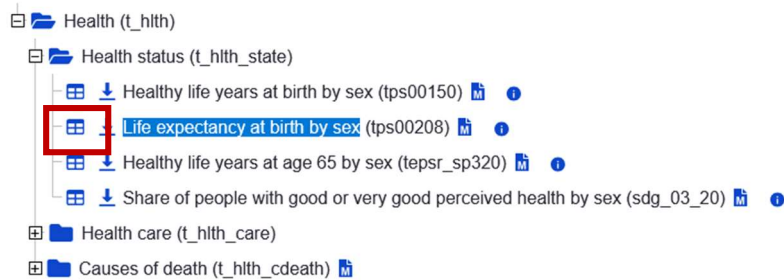 Health (t_hlth)
Health status (t_hlth_state)
Healthy life years at birth by sex (tps00150) M i
Life expectancy at birth by sex (tps00208) M i
Healthy life years at age 65 by sex (tepsr_sp320) M i
Share of people with good or very good perceived health by sex (sdg_03_20) M i
Health care (t_hlth_care)
Causes of death (t_hlth_cdeath) M